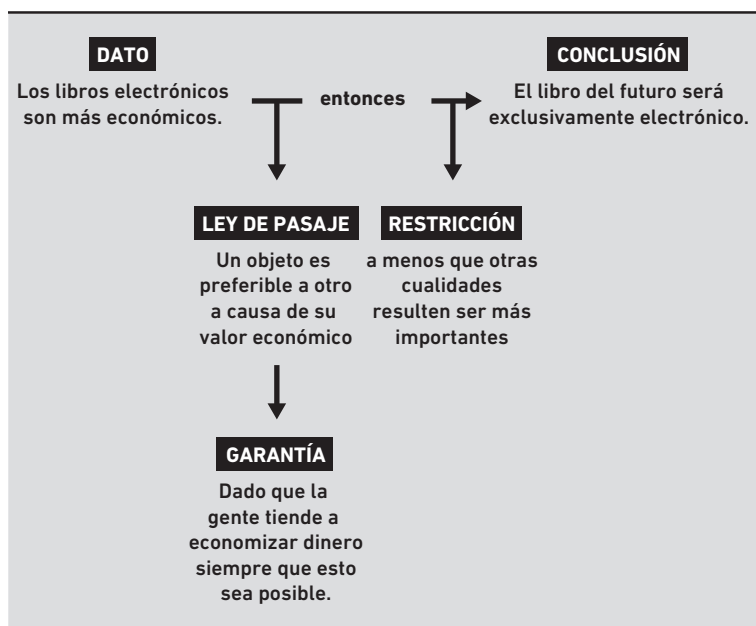 DATO
Los libros electrónicos
son más económicos.
entonces
CONCLUSIÓN
El libro del futuro será
exclusivamente electrónico.
LEY DE PASAJE
Un objeto es
preferible a otro
a causa de su
valor económico
RESTRICCIÓN
a menos que otras
cualidades
resulten ser más
importantes
GARANTÍA
Dado que la
gente tiende a
economizar dinero
siempre que esto
sea posible.